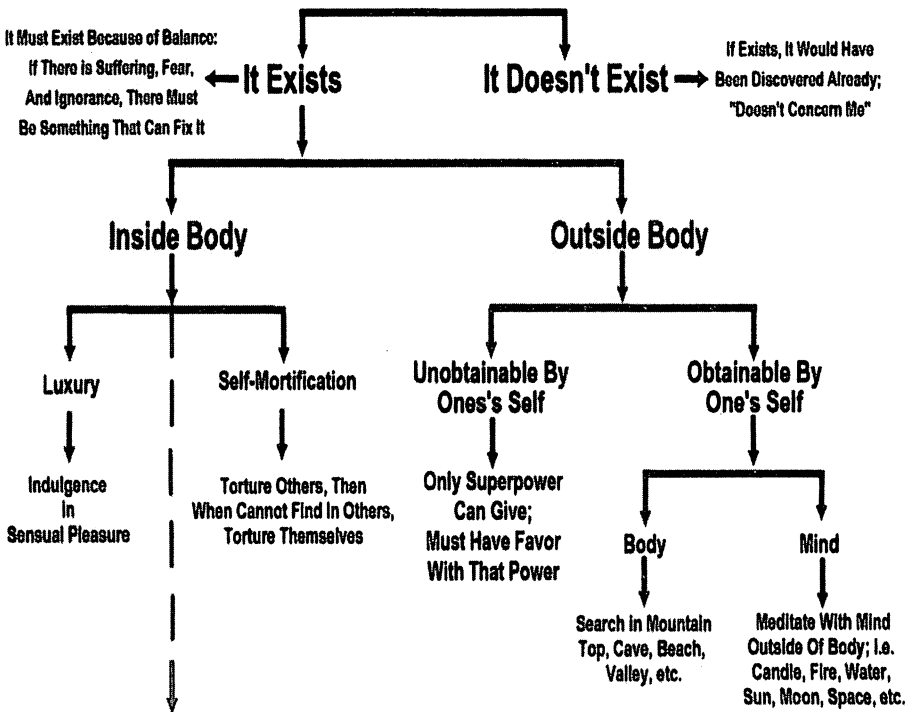 It Must Exist Because of Balance:
If There is Suffering, Fear,
And Ignorance, There Must
Be Something That Can Fix It
It Exists
It Doesn't Exist
If Exists, It Would Have
Been Discovered Already;
"Doesn't Concern Me"
Inside Body
Outside Body
Luxury
Self-Mortification
Unobtainable By
Ones's Self
Obtainable By
One's Self
Indulgence
In
Sensual Pleasure
Torture Others, Then
When Cannot Find In Others,
Torture Themselves
Only Superpower
Can Give;
Must Have Favor
With That Power
Body
Mind
Search in Mountain
Top, Cave, Beach,
Valley, etc.
Meditate With Mind
Outside Of Body; i.e.
Candle, Fire, Water,
Sun, Moon, Space, etc.